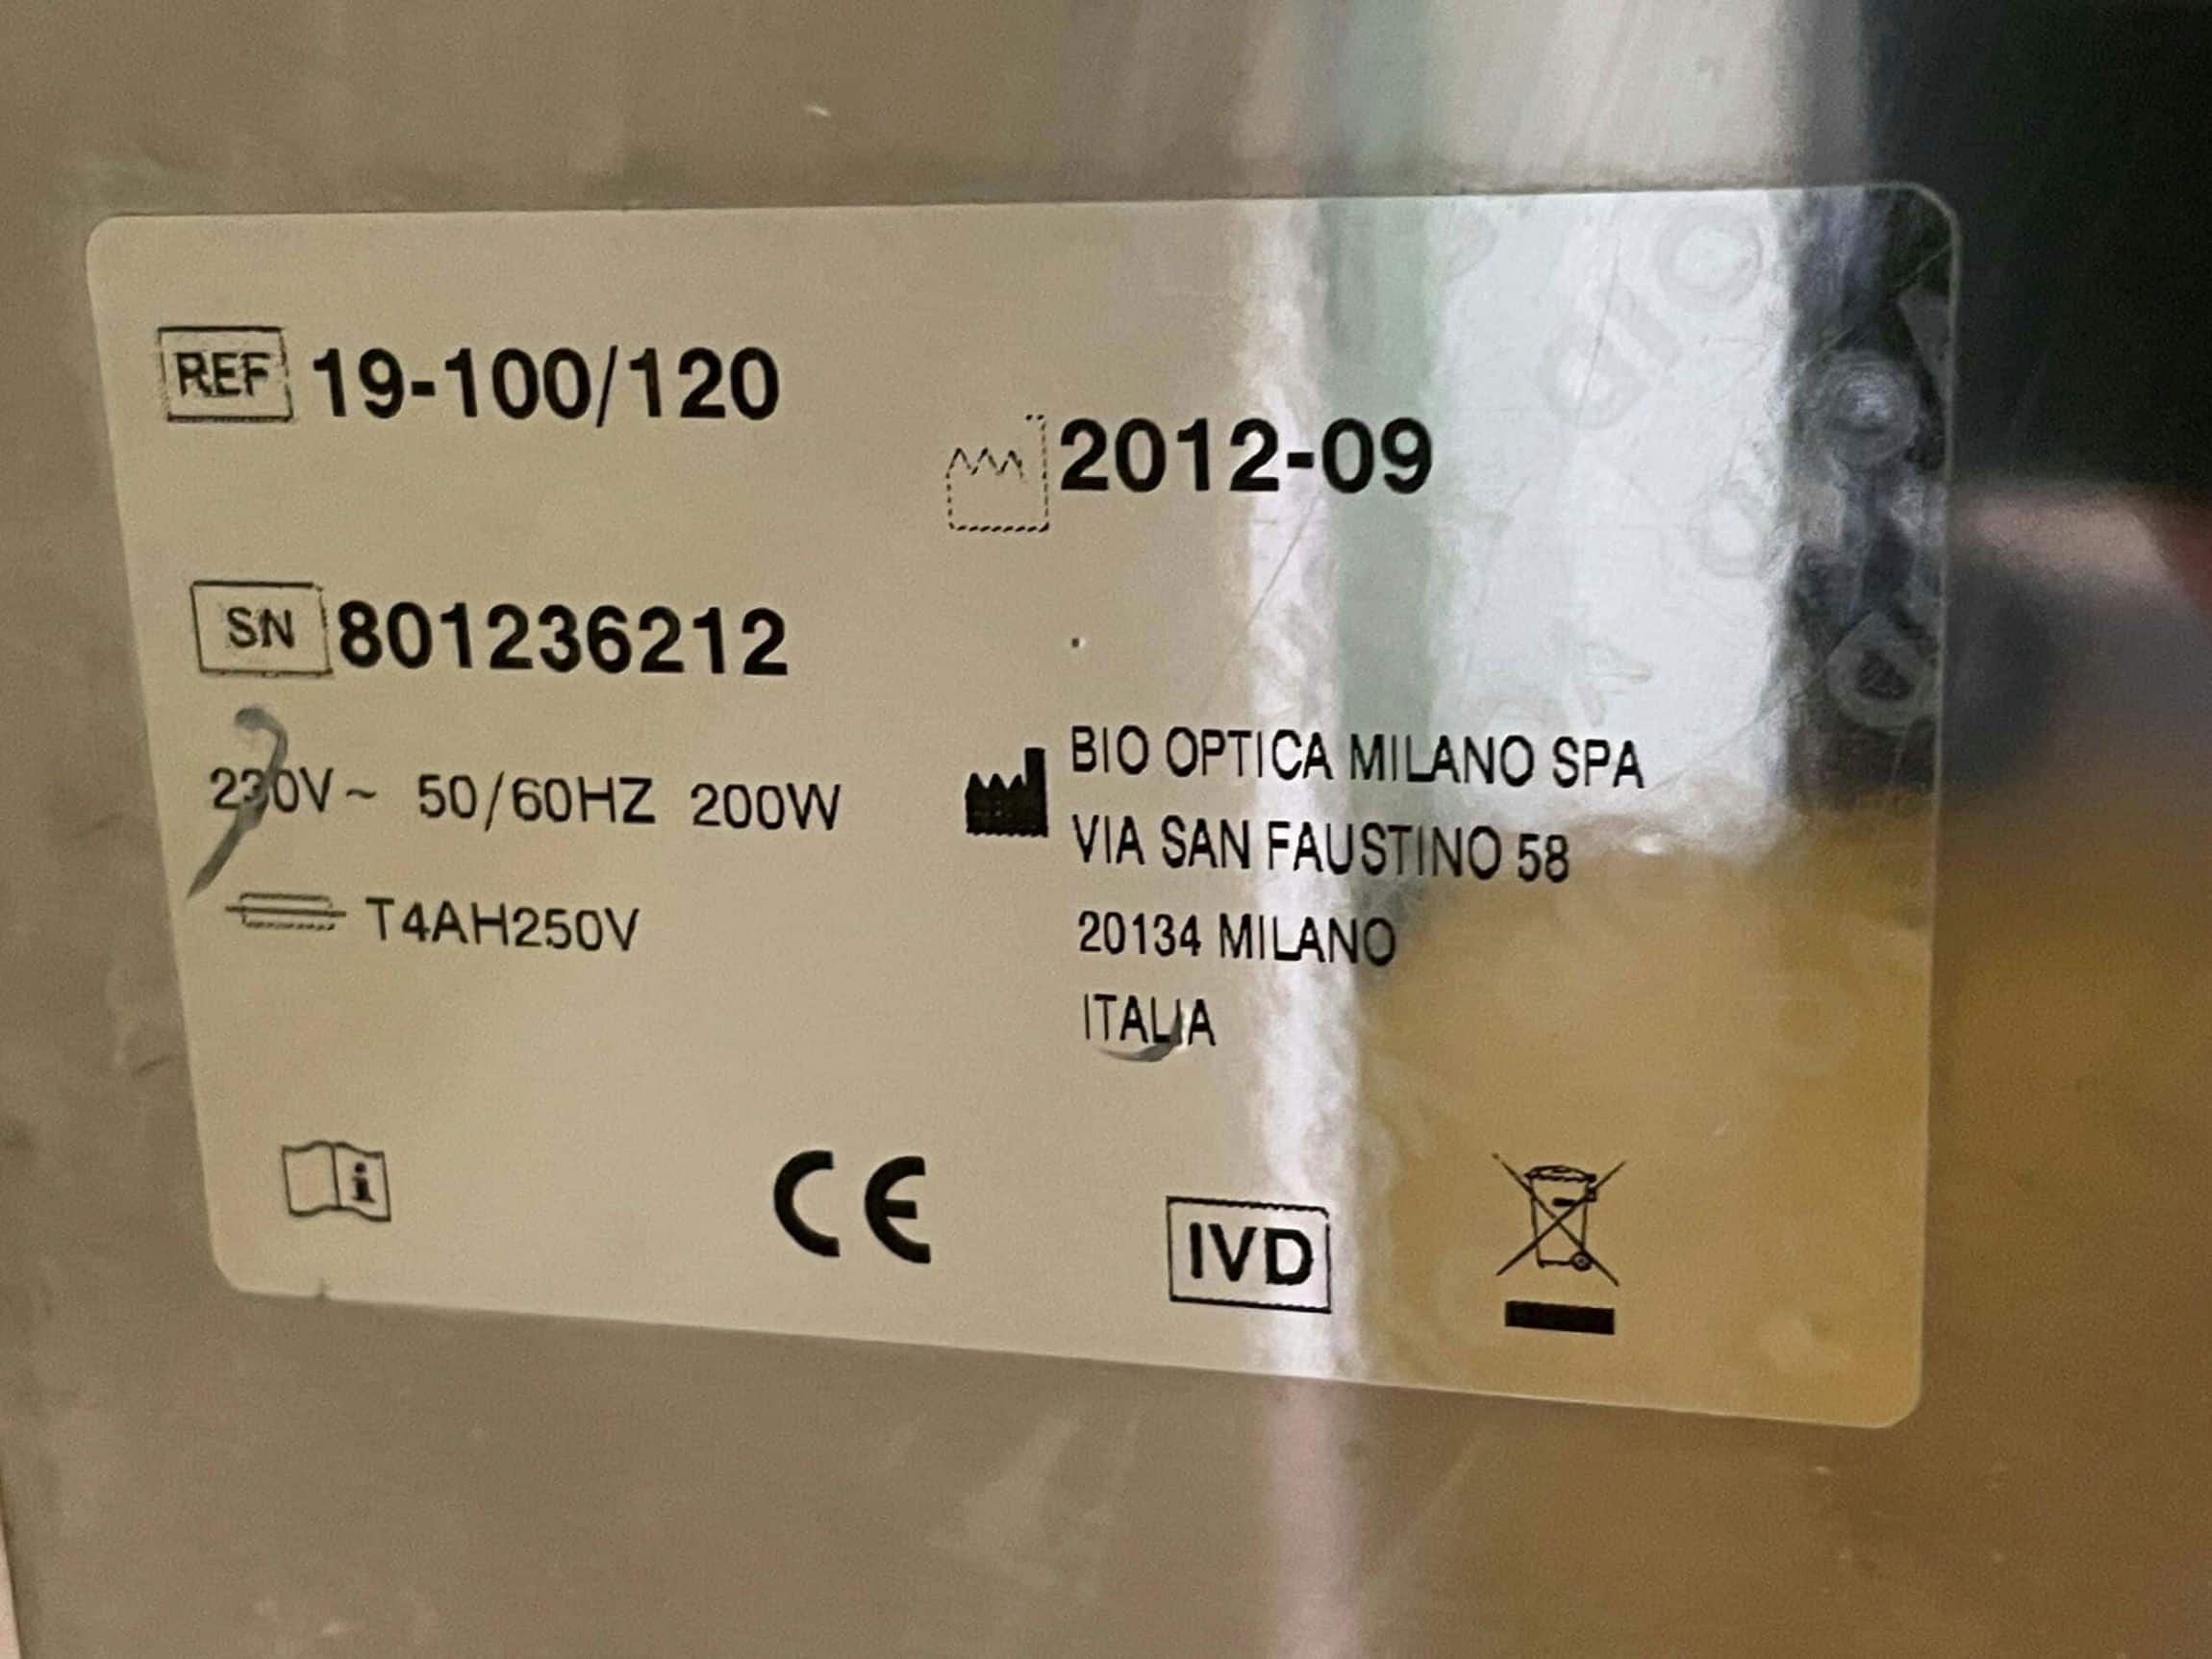 REF 19-100/120
2012-09
SN 801236212
230V~ 50/60HZ 200W
T4AH250V
BIO OPTICA MILANO SPA
VIA SAN FAUSTINO 58
20134 MILANO
ITALIA
i
CE
IVD